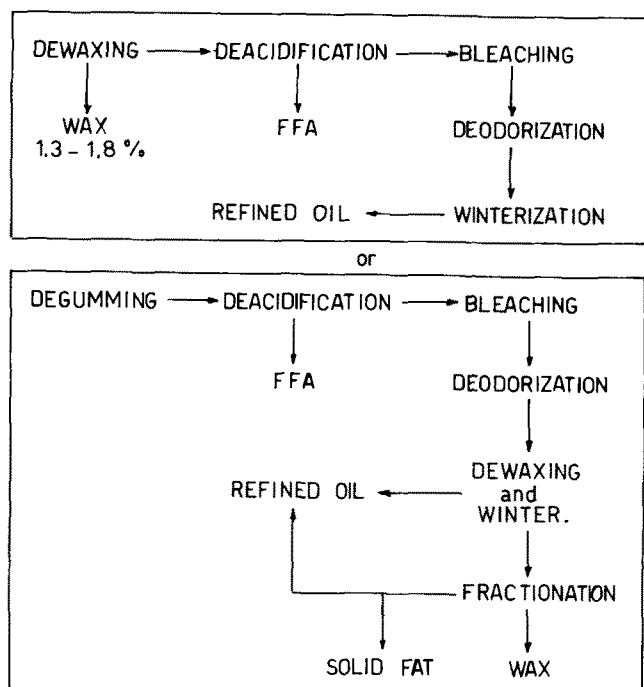 DEWAXING DEACIDIFICATION BLEACHING
WAX FFA DEODORIZATION
1.3 – 1,8 %
REFINED OIL WINTERIZATION
or
DEGUMMING DEACIDIFICATION BLEACHING
FFA DEODORIZATION
REFINED OIL DEWAXING
and
WINTER.
FRACTIONATION
SOLID FAT WAX